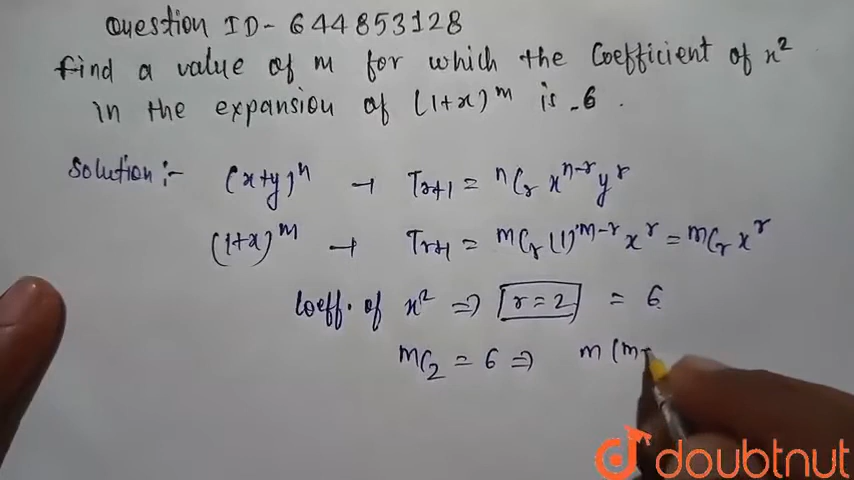 Question ID - 644853128
find a value of m for which the Coefficient of x²
in the expansion of (1+x)^m is -6.
Solution:- (x+y)^n → T_{r+1} = ⁿC_r x^{n-r} y^r
(1+x)^m → T_{r+1} = ᵐC_r (1)^{m-r} x^r = ᵐC_r x^r
Coeff. of x² ⇒ r=2 = 6
ᵐC₂ = 6 ⇒ m(m-
doubtnut